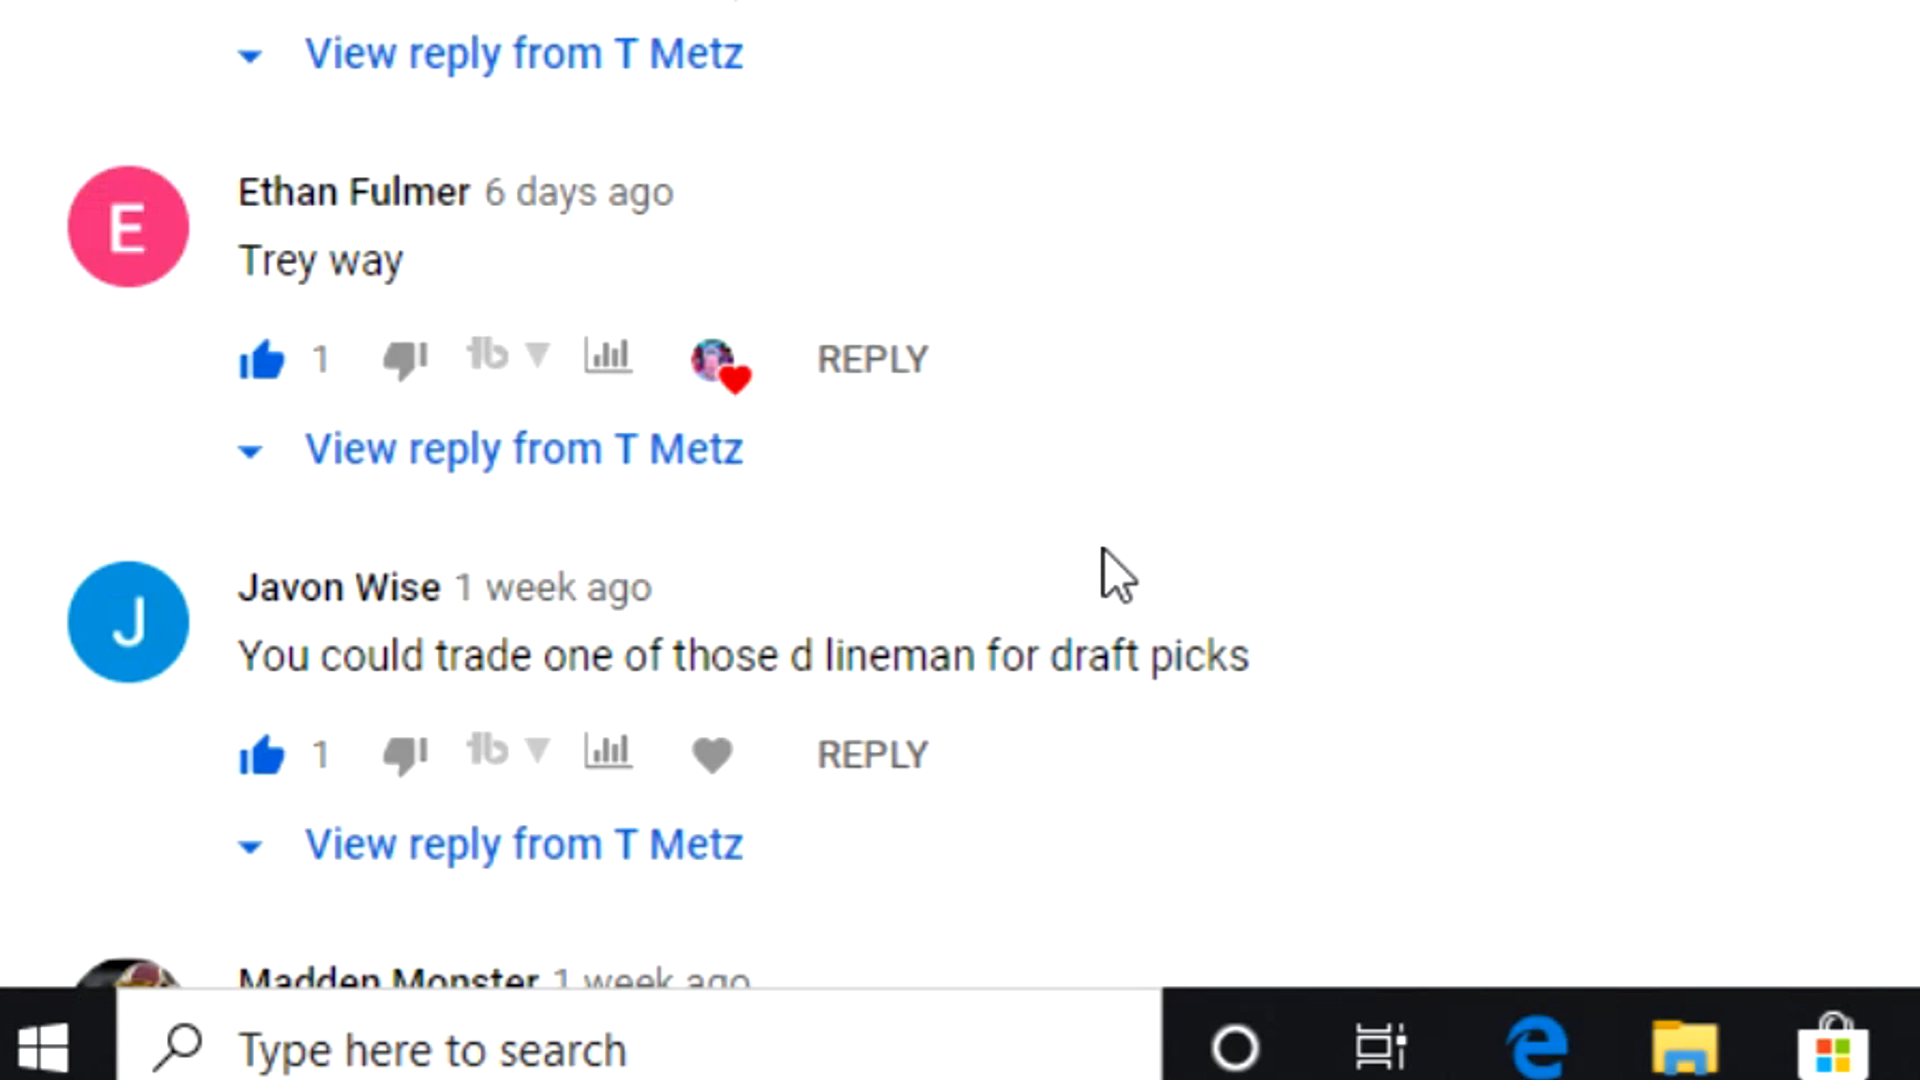 View reply from T Metz
E
Ethan Fulmer 6 days ago
Trey way
1 REPLY
View reply from T Metz
J
Javon Wise 1 week ago
You could trade one of those d lineman for draft picks
1 REPLY
View reply from T Metz
Madden Monster 1 week ago
Type here to search